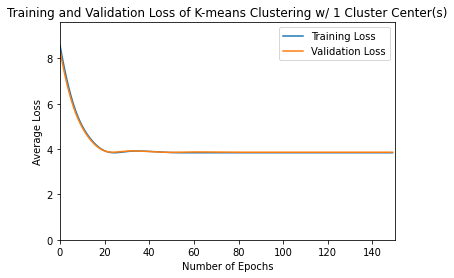 Training and Validation Loss of K-means Clustering w/ 1 Cluster Center(s)
Training Loss
Validation Loss
Average Loss
8
6
4
2
0
0 20 40 60 80 100 120 140
Number of Epochs